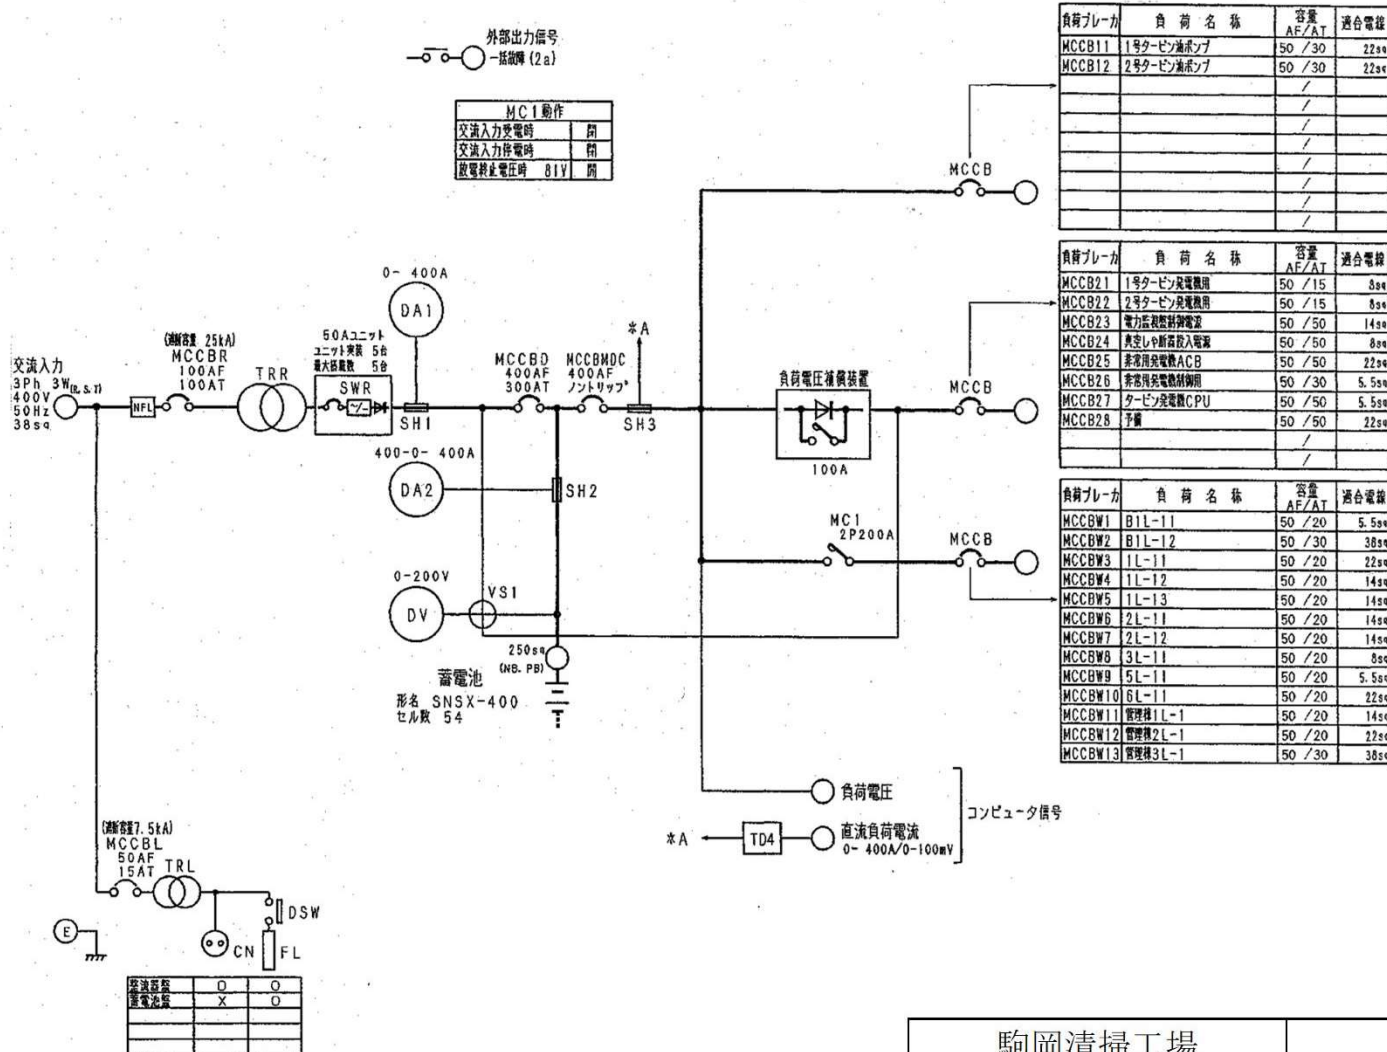 外部出力信号
一括故障 (2a)
MC1動作
交流入力受電時 開
交流入力停電時 閉
放電終止電圧時 81V 開
交流入力
3Ph 3W(R.S.T)
400V
50Hz
38sq
NFL
(遮断容量 25kA)
MCCBR
100AF
100AT
TRR
50Aユニット
ユニット実装 5台
最大搭載数 5台
SWR
0- 400A
DA1
SH1
400-0- 400A
DA2
SH2
0-200V
DV
VS1
250sq
(NB. PB)
蓄電池
形名 SNSX-400
セル数 54
MCCBD
400AF
300AT
MCCBMDC
400AF
ノントリップ
*A
SH3
負荷電圧補償装置
100A
MC1
2P200A
MCCB
MCCB
MCCB
負荷ブレーカ 負荷名称 容量 AF/AT 適合電線
MCCB11 1号タービン油ポンプ 50 /30 22sq
MCCB12 2号タービン油ポンプ 50 /30 22sq
/
/
/
/
/
/
/
/
負荷ブレーカ 負荷名称 容量 AF/AT 適合電線
MCCB21 1号タービン発電機用 50 /15 8sq
MCCB22 2号タービン発電機用 50 /15 8sq
MCCB23 電力監視盤制御電源 50 /50 14sq
MCCB24 真空しゃ断器投入電源 50 /50 8sq
MCCB25 非常用発電機ACB 50 /50 22sq
MCCB26 非常用発電機制御用 50 /30 5.5sq
MCCB27 タービン発電機CPU 50 /50 5.5sq
MCCB28 予備 50 /50 22sq
/
/
負荷ブレーカ 負荷名称 容量 AF/AT 適合電線
MCCBW1 B1L-11 50 /20 5.5sq
MCCBW2 B1L-12 50 /30 38sq
MCCBW3 1L-11 50 /20 22sq
MCCBW4 1L-12 50 /20 14sq
MCCBW5 1L-13 50 /20 14sq
MCCBW6 2L-11 50 /20 14sq
MCCBW7 2L-12 50 /20 14sq
MCCBW8 3L-11 50 /20 8sq
MCCBW9 5L-11 50 /20 5.5sq
MCCBW10 6L-11 50 /20 22sq
MCCBW11 管理棟1L-1 50 /20 14sq
MCCBW12 管理棟2L-1 50 /20 22sq
MCCBW13 管理棟3L-1 50 /30 38sq
負荷電圧
コンピュータ信号
*A TD4 直流負荷電流
0- 400A/0-100mV
(遮断容量7.5kA)
MCCBL
50AF
15AT
TRL
DSW
E
CN
FL
整流器盤 O O
蓄電池盤 X O
駒岡清掃工場